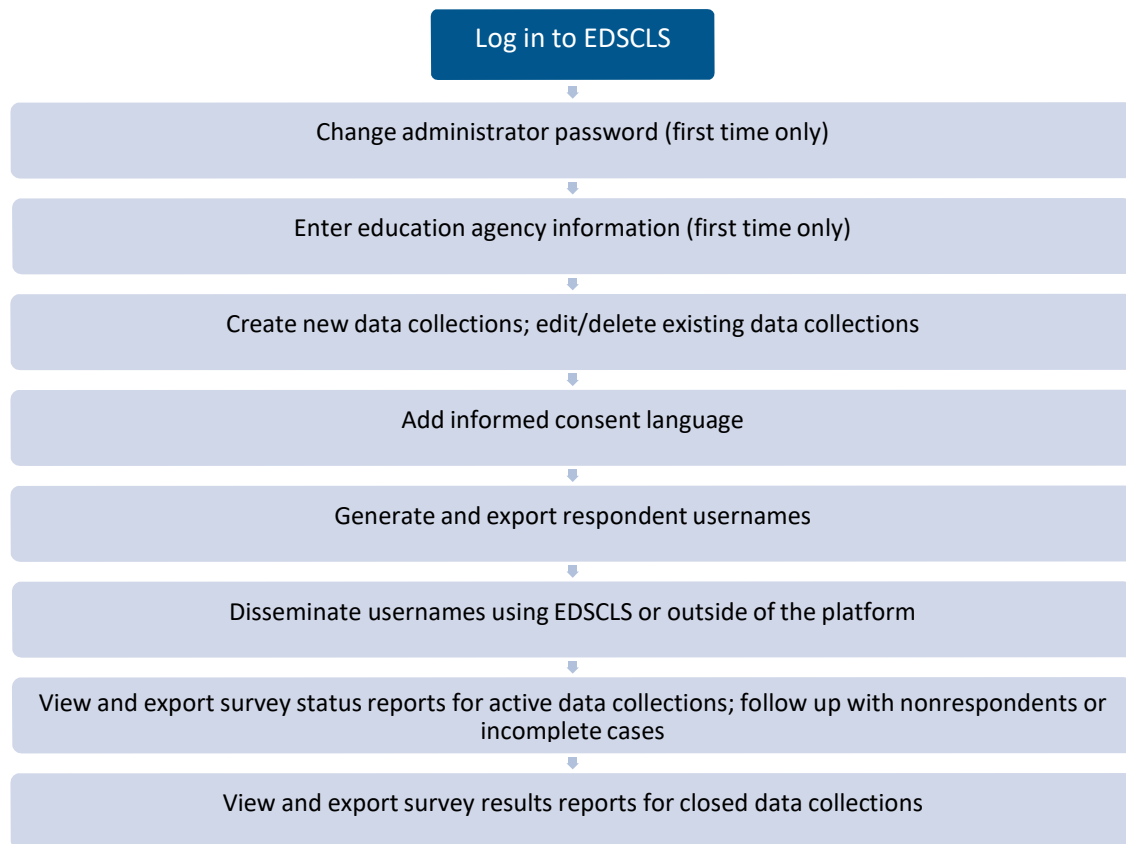 Log in to EDSCLS
Change administrator password (first time only)
Enter education agency information (first time only)
Create new data collections; edit/delete existing data collections
Add informed consent language
Generate and export respondent usernames
Disseminate usernames using EDSCLS or outside of the platform
View and export survey status reports for active data collections; follow up with nonrespondents or
incomplete cases
View and export survey results reports for closed data collections